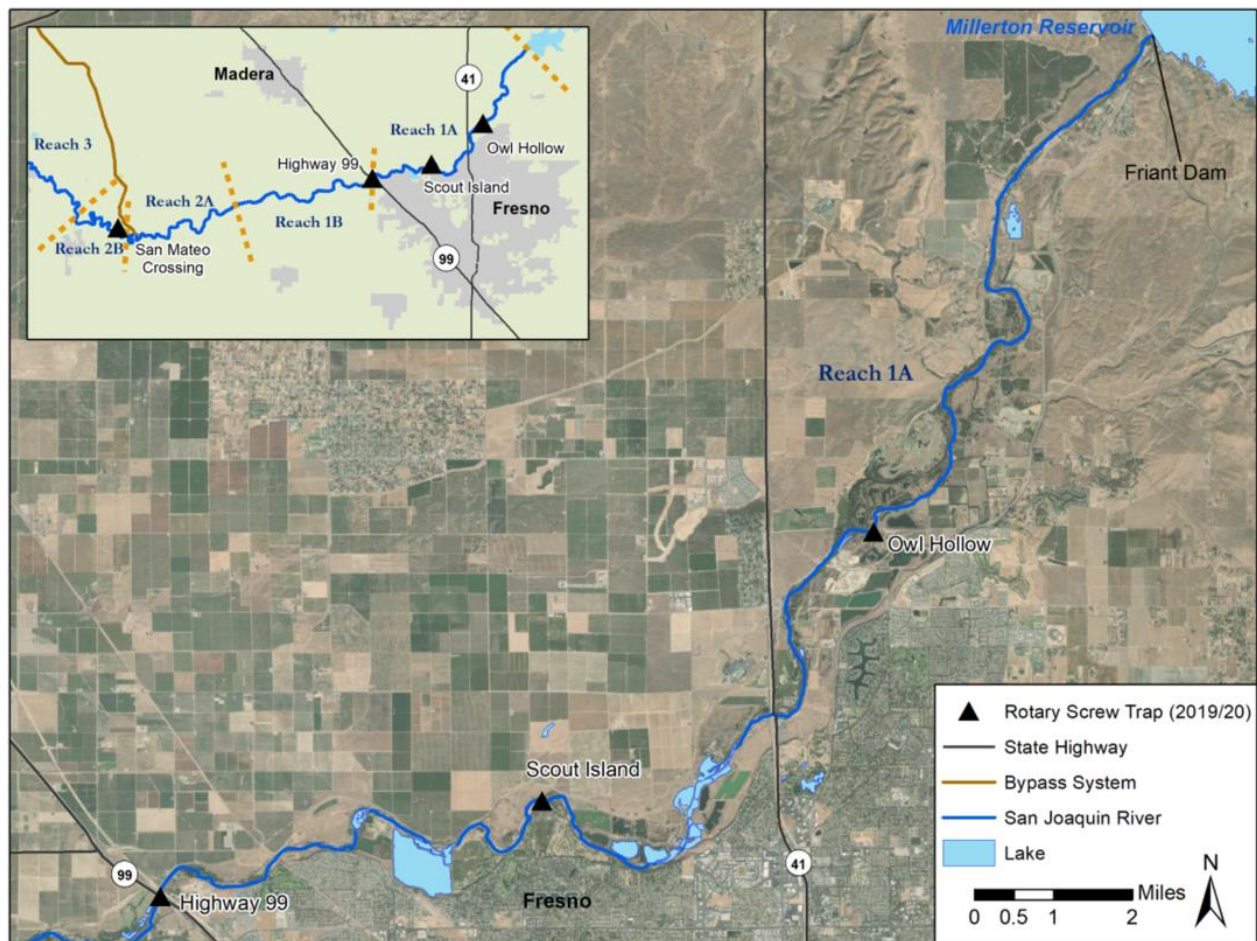 Millerton Reservoir
Friant Dam
Madera
41
Reach 1A
Owl Hollow
Reach 3
Highway 99
Scout Island
Reach 2A
Reach 1B
Fresno
Reach 2B
San Mateo
Crossing
99
Reach 1A
Owl Hollow
Scout Island
99
Highway 99
Fresno
41
Rotary Screw Trap (2019/20)
State Highway
Bypass System
San Joaquin River
Lake
N
Miles
0 0.5 1 2